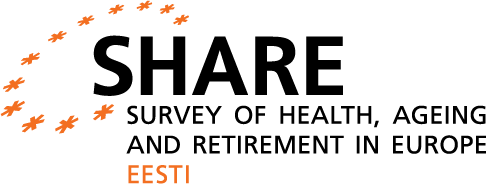 SHARE
SURVEY OF HEALTH, AGEING
AND RETIREMENT IN EUROPE
EESTI